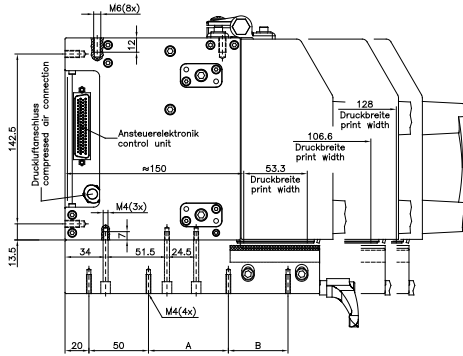 M6(8x)
12
128
Druckbreite
print width
106.6
Druckbreite
print width
Ansteuerelektronik
control unit
Druckluftanschluss
compressed air connection
142.5
≈150
53.3
Druckbreite
print width
M4(3x)
7
13.5
34
51.5
24.5
M4(4x)
20
50
A
B